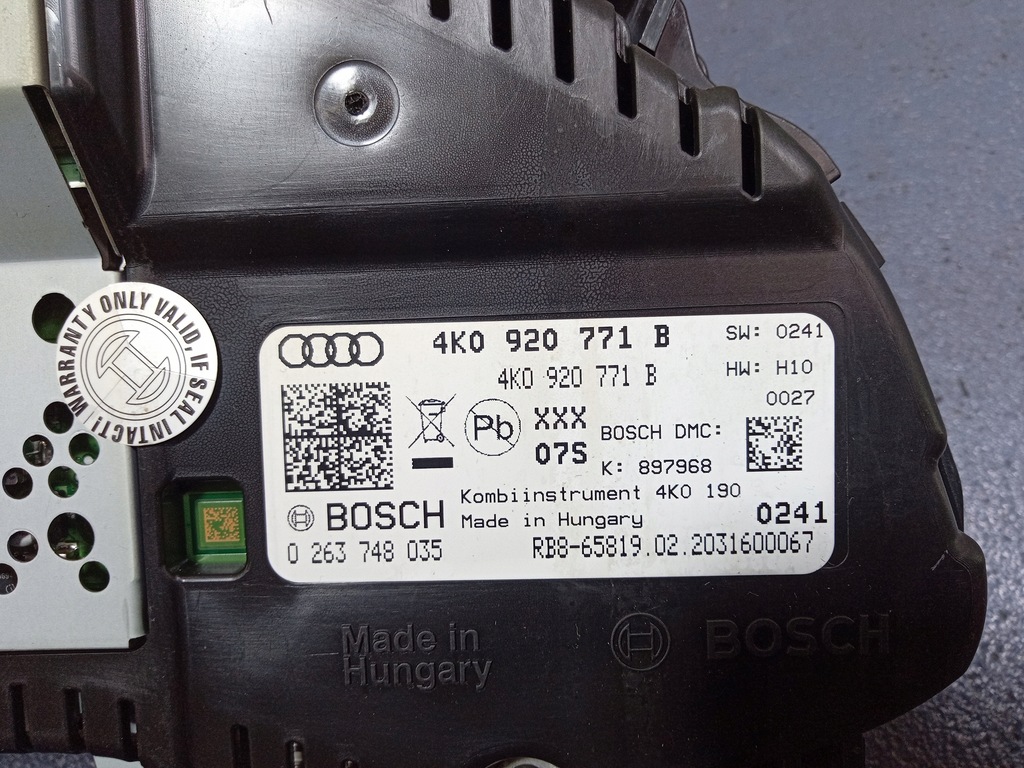 WARRANTY ONLY VALID, IF SEAL INTACT!
4K0 920 771 B
SW: 0241
4K0 920 771 B
HW: H10
0027
Pb
XXX
07S
BOSCH DMC:
K: 897968
Kombiinstrument 4K0 190
BOSCH
Made in Hungary
0241
0 263 748 035
RB8-65819.02.2031600067
Made in
Hungary
BOSCH